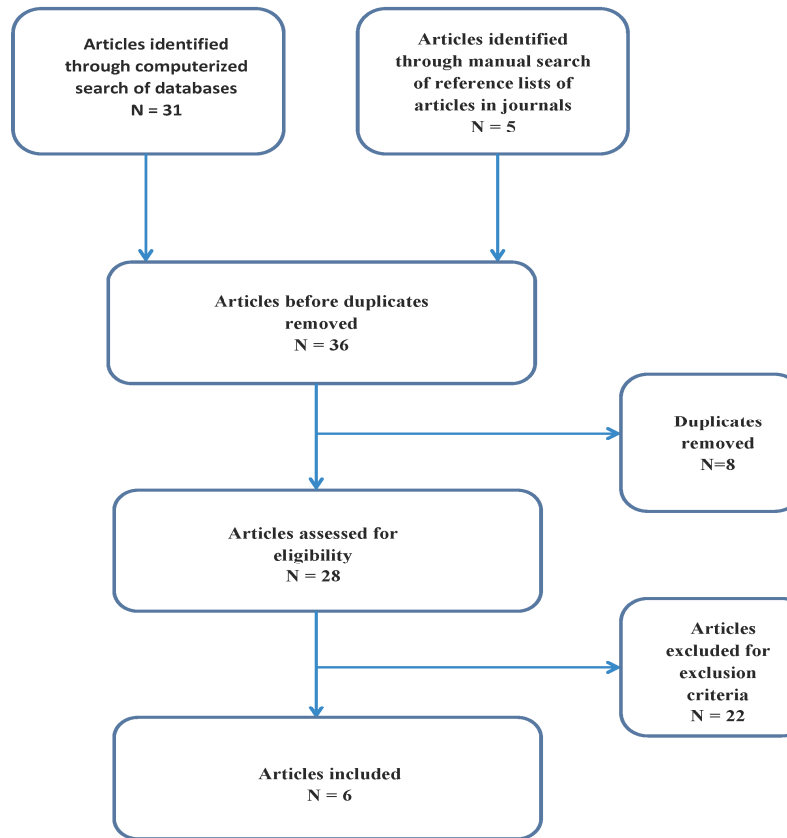 Articles identified
through computerized
search of databases
N = 31
Articles identified
through manual search
of reference lists of
articles in journals
N = 5
Articles before duplicates
removed
N = 36
Duplicates
removed
N=8
Articles assessed for
eligibility
N = 28
Articles
excluded for
exclusion
criteria
N = 22
Articles included
N = 6